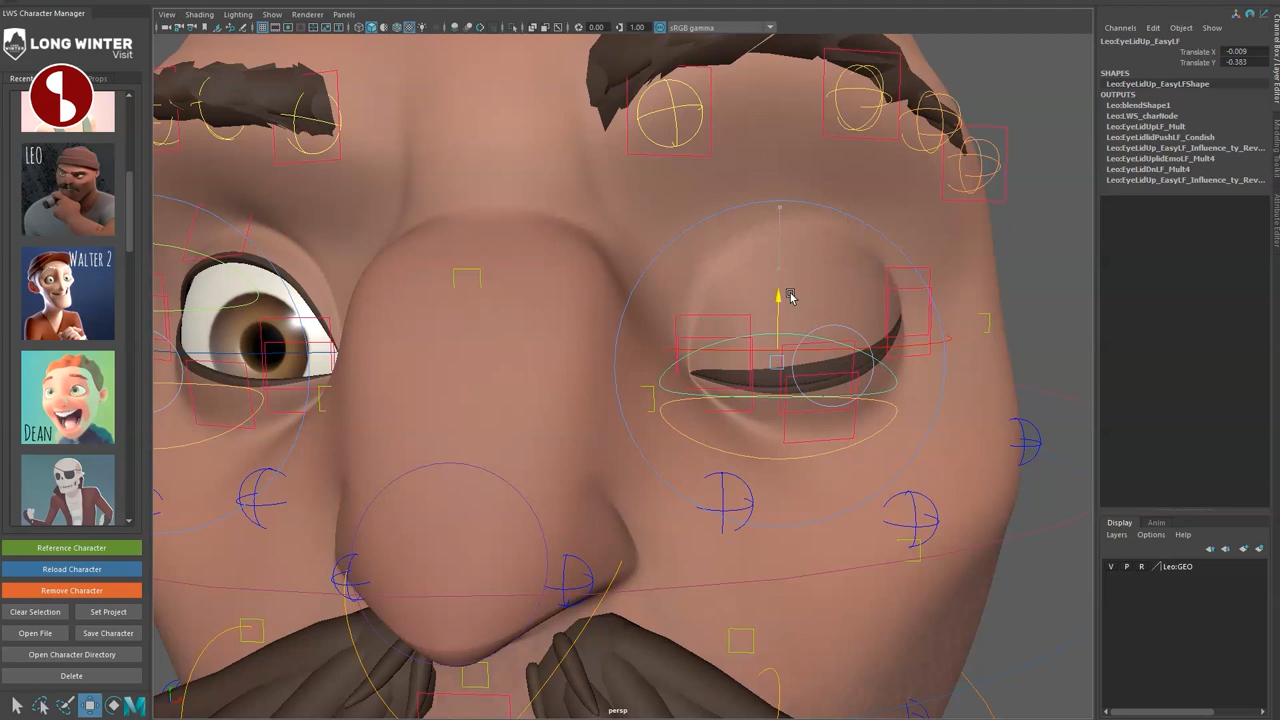 LWS Character Manager
LONG WINTER
Visit
Recent
Props
LEO
WALTER 2
DEAN
Reference Character
Reload Character
Remove Character
Clear Selection
Set Project
Open File
Save Character
Open Character Directory
Delete
View
Shading
Lighting
Show
Renderer
Panels
0.00
1.00
sRGB gamma
persp
Channels
Edit
Object
Show
Leo:EyeLidUp_EasyLF
Translate X -0.009
Translate Y -0.383
SHAPES
Leo:EyeLidUp_EasyLFShape
OUTPUTS
Leo:blendShape1
Leo:LWS_charNode
Leo:EyeLidUpLF_Mult
Leo:EyeLidlidPushLF_Condish
Leo:EyeLidUp_EasyLF_Influence_ty_Rev...
Leo:EyeLidUplidEmoLF_Mult4
Leo:EyeLidDnLF_Mult4
Leo:EyeLidUp_EasyLF_Influence_ty_Rev...
Display
Anim
Layers
Options
Help
V P R Leo:GEO